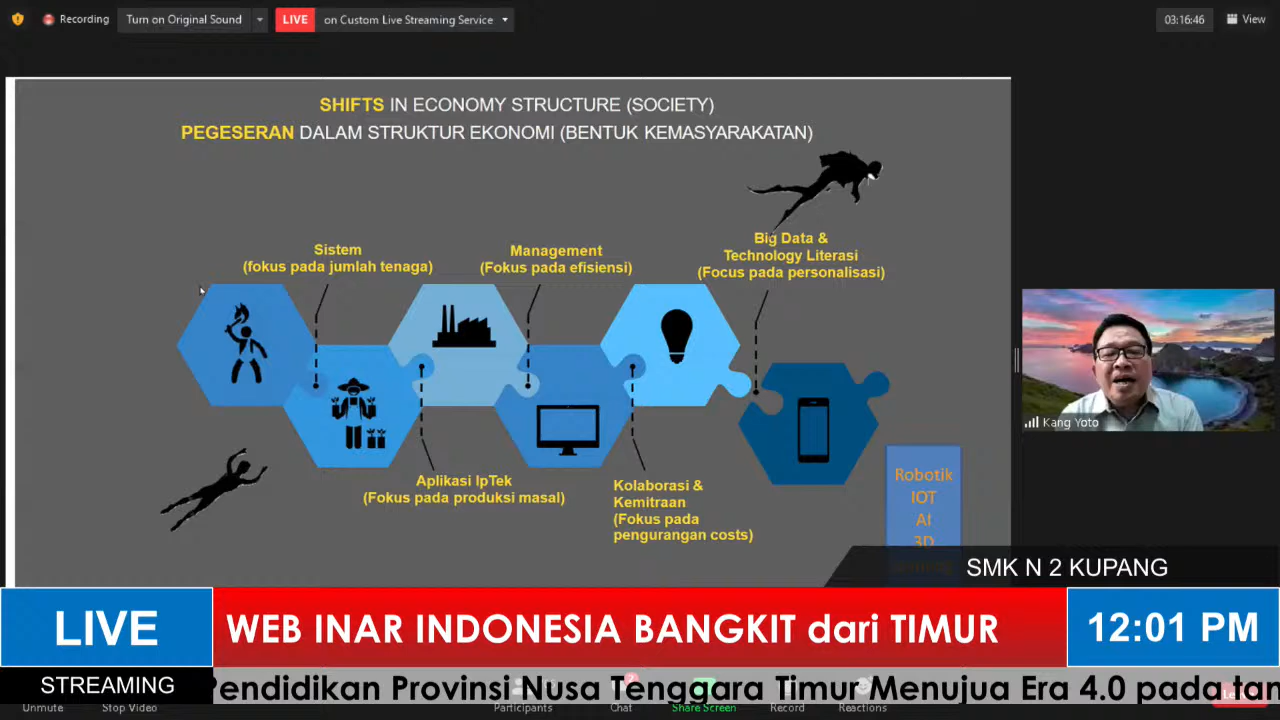 Recording
Turn on Original Sound
LIVE
on Custom Live Streaming Service
03:16:46
View
SHIFTS IN ECONOMY STRUCTURE (SOCIETY)
PEGESERAN DALAM STRUKTUR EKONOMI (BENTUK KEMASYARAKATAN)
Sistem
(fokus pada jumlah tenaga)
Management
(Fokus pada efisiensi)
Big Data &
Technology Literasi
(Focus pada personalisasi)
Aplikasi IpTek
(Fokus pada produksi masal)
Kolaborasi &
Kemitraan
(Fokus pada
pengurangan costs)
Robotik
IOT
AI
3D
Kang Yoto
SMK N 2 KUPANG
LIVE
WEB INAR INDONESIA BANGKIT dari TIMUR
12:01 PM
STREAMING
Pendidikan Provinsi Nusa Tenggara Timur Menujua Era 4.0 pada tan
Unmute
Stop Video
Participants
Chat
Share Screen
Record
Reactions